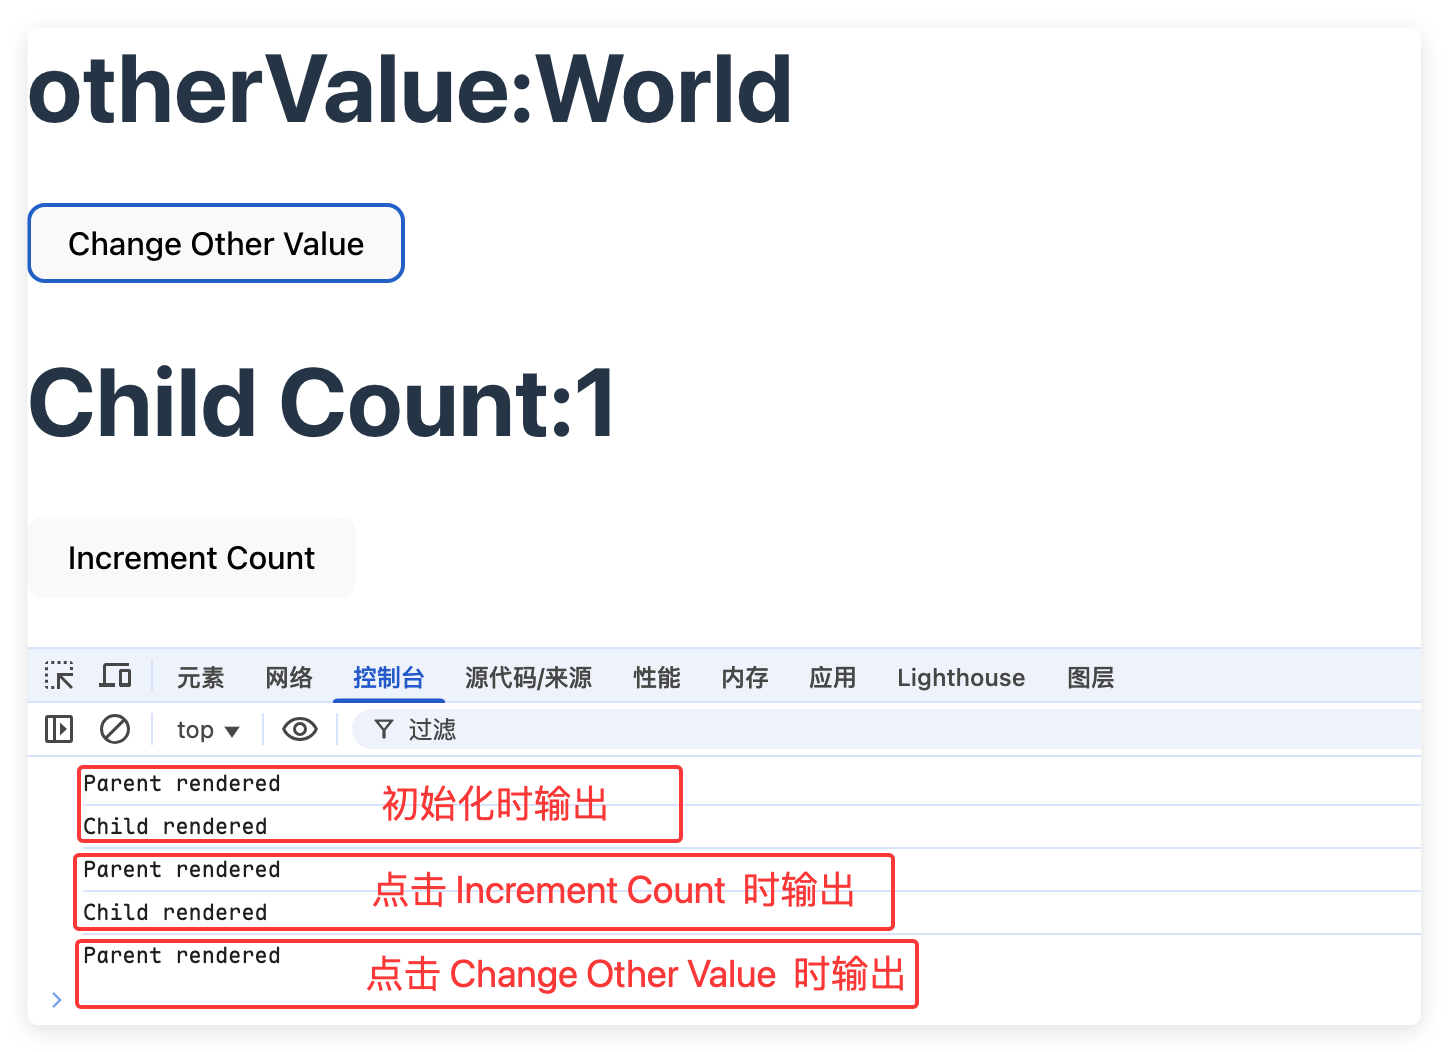 otherValue:World
Change Other Value
Child Count:1
Increment Count
元素 网络 控制台 源代码/来源 性能 内存 应用 Lighthouse 图层
top 过滤
Parent rendered
初始化时输出
Child rendered
Parent rendered
点击 Increment Count 时输出
Child rendered
Parent rendered
点击 Change Other Value 时输出